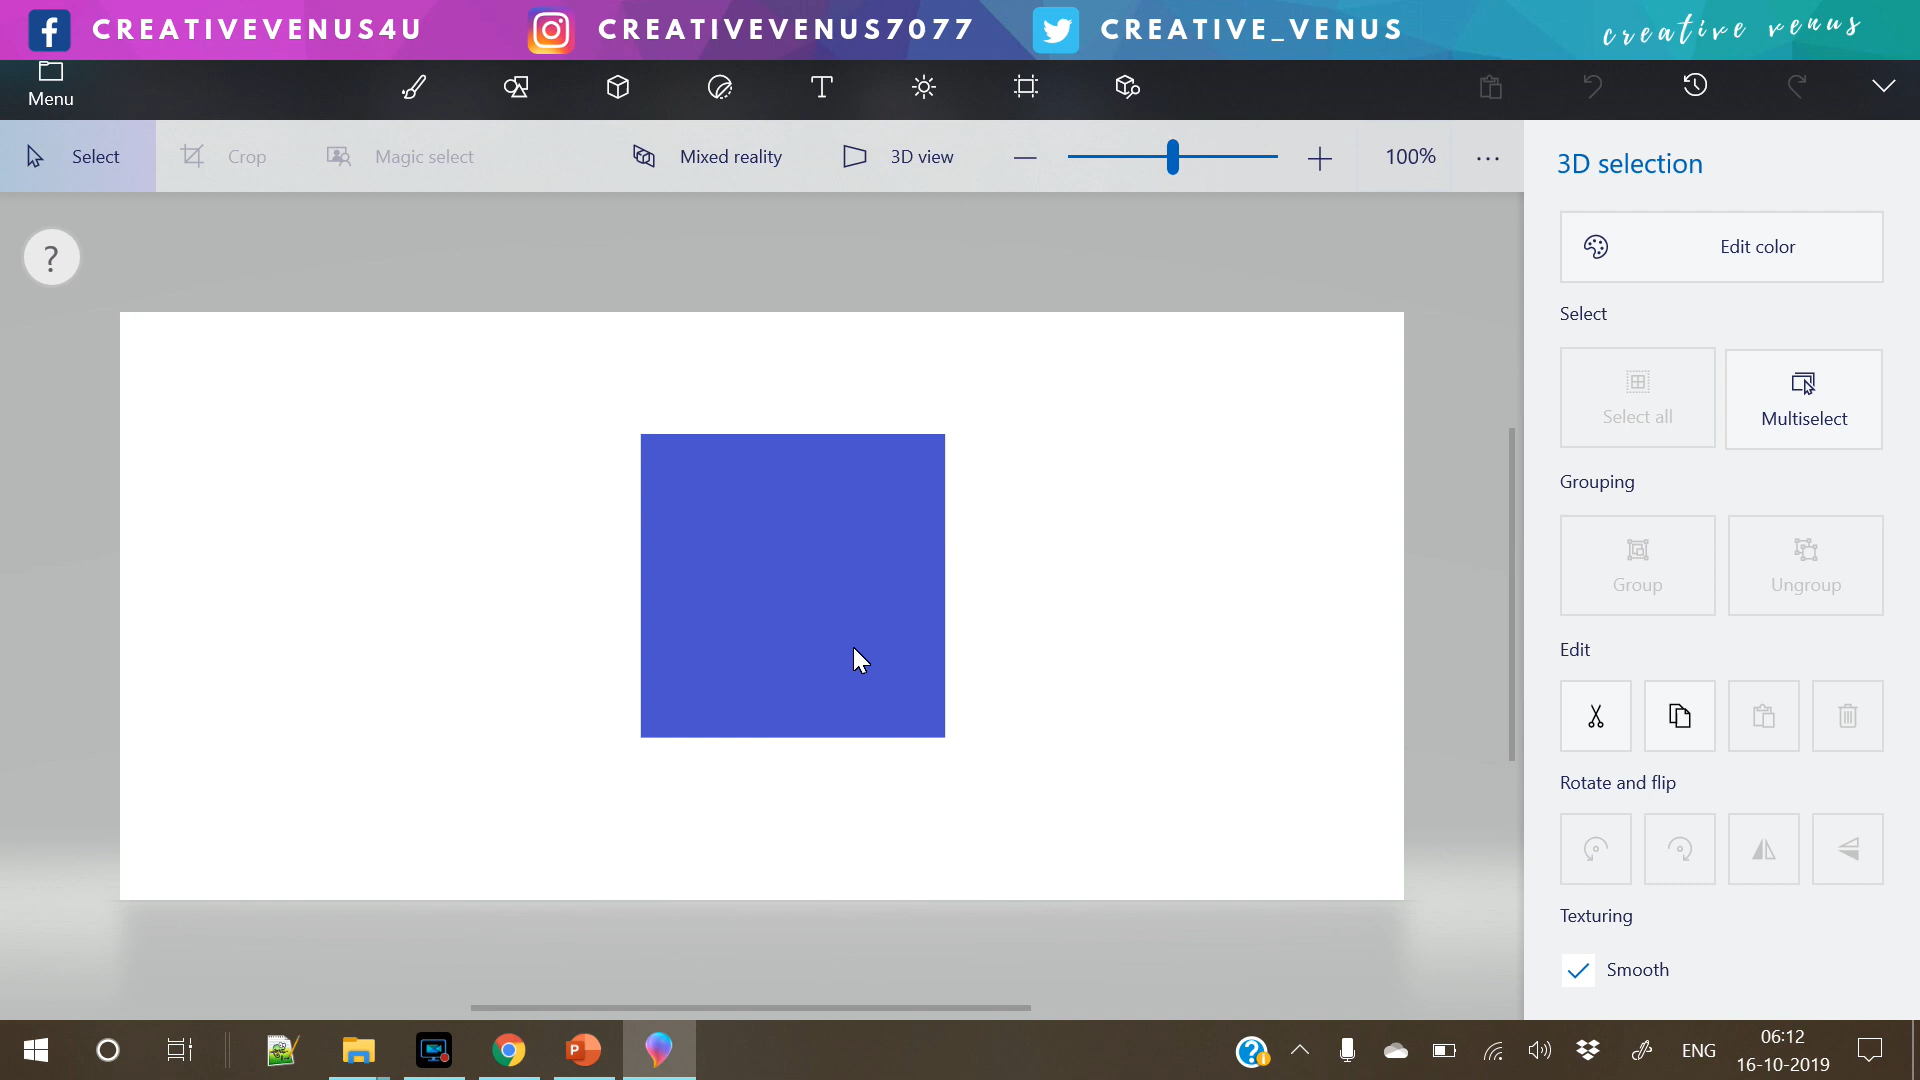 CREATIVEVENUS4U
CREATIVEVENUS7077
CREATIVE_VENUS
creative venus
Menu
Select
Crop
Magic select
Mixed reality
3D view
100%
?
3D selection
Edit color
Select
Select all
Multiselect
Grouping
Group
Ungroup
Edit
Rotate and flip
Texturing
Smooth
ENG
06:12
16-10-2019